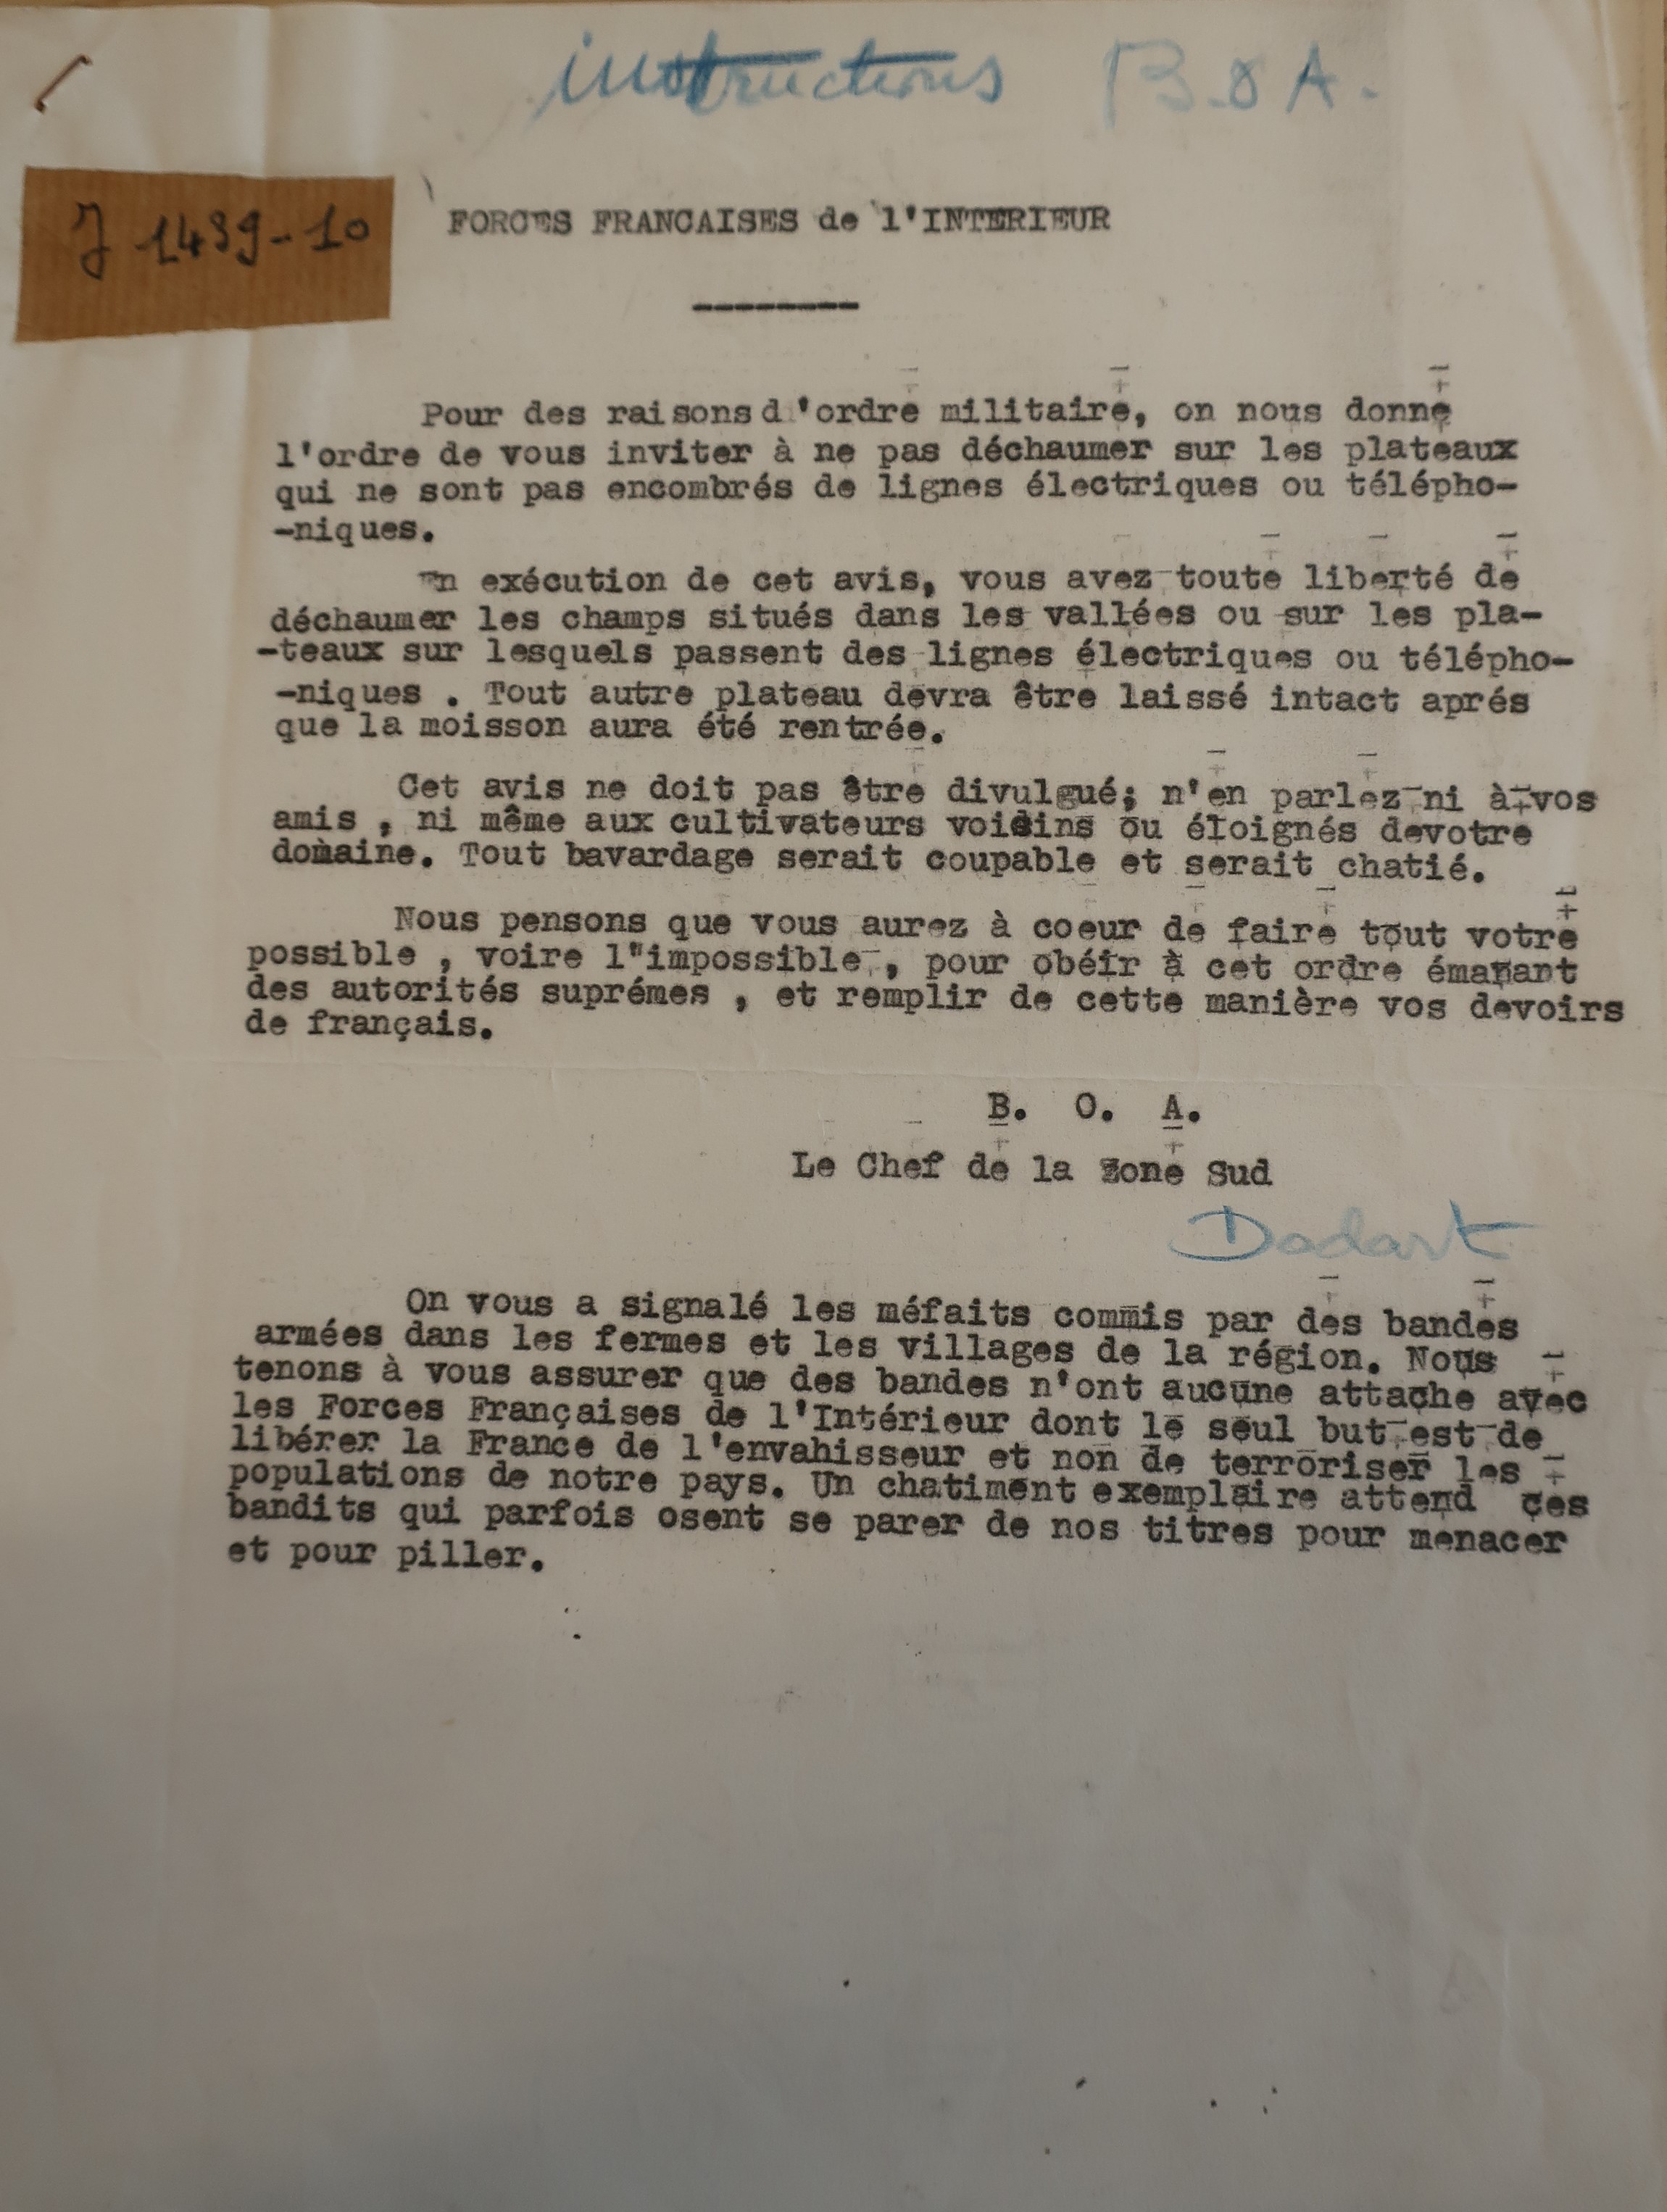 instructions B.O A.
J 1439-10
FORCES FRANCAISES de l'INTERIEUR
Pour des raisons d'ordre militaire, on nous donne
l'ordre de vous inviter à ne pas déchaumer sur les plateaux
qui ne sont pas encombrés de lignes électriques ou télépho-
-niques.
En exécution de cet avis, vous avez toute liberté de
déchaumer les champs situés dans les vallées ou sur les pla-
-teaux sur lesquels passent des lignes électriques ou télépho-
-niques . Tout autre plateau devra être laissé intact aprés
que la moisson aura été rentrée.
Cet avis ne doit pas être divulgué; n'en parlez ni à vos
amis , ni même aux cultivateurs voisins ou éloignés devotre
domaine. Tout bavardage serait coupable et serait chatié.
Nous pensons que vous aurez à coeur de faire tout votre
possible , voire l"impossible , pour obéir à cet ordre émanant
des autorités suprémes , et remplir de cette manière vos devoirs
de français.
B. O. A.
Le Chef de la zone Sud
Dodart
On vous a signalé les méfaits commis par des bandes
armées dans les fermes et les villages de la région. Nous
tenons à vous assurer que des bandes n'ont aucune attache avec
les Forces Françaises de l'Intérieur dont le seul but est de
libérer la France de l'envahisseur et non de terroriser les
populations de notre pays. Un chatiment exemplaire attend ces
bandits qui parfois osent se parer de nos titres pour menacer
et pour piller.